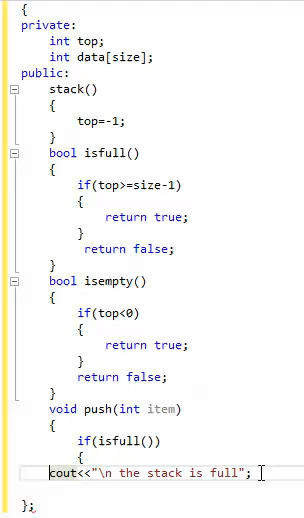 {
private:
    int top;
    int data[size];
public:
    stack()
    {
        top=-1;
    }
    bool isfull()
    {
        if(top>=size-1)
        {
            return true;
        }
         return false;
    }
    bool isempty()
    {
        if(top<0)
        {
            return true;
        }
        return false;
    }
    void push(int item)
    {
        if(isfull())
        {
    cout<<"\n the stack is full";

};